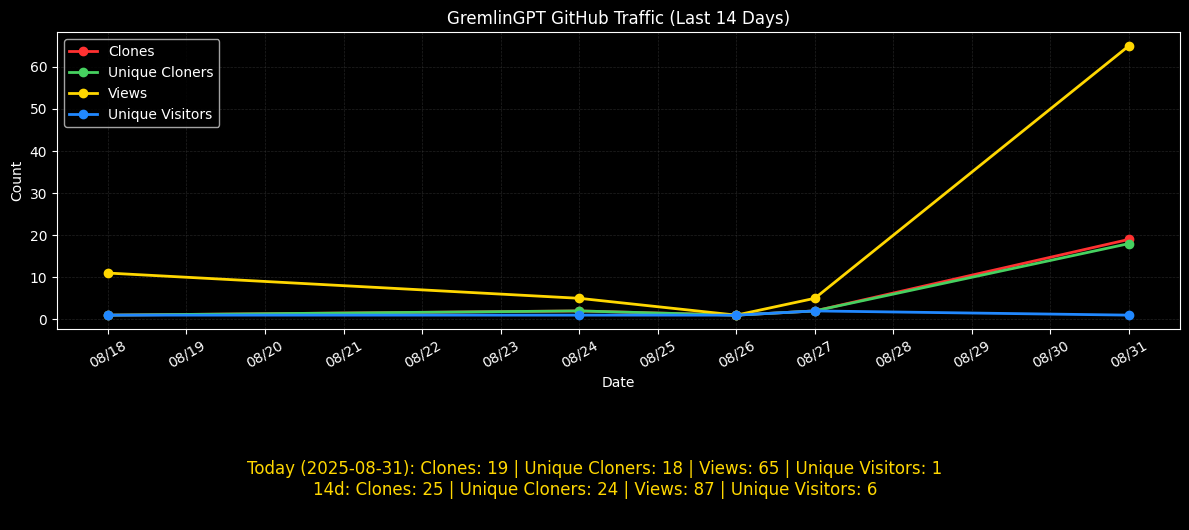 GremlinGPT GitHub Traffic (Last 14 Days)
Clones
Unique Cloners
Views
Unique Visitors
Count
60
50
40
30
20
10
0
08/18
08/19
08/20
08/21
08/22
08/23
08/24
08/25
08/26
08/27
08/28
08/29
08/30
08/31
Date
Today (2025-08-31): Clones: 19 | Unique Cloners: 18 | Views: 65 | Unique Visitors: 1
14d: Clones: 25 | Unique Cloners: 24 | Views: 87 | Unique Visitors: 6